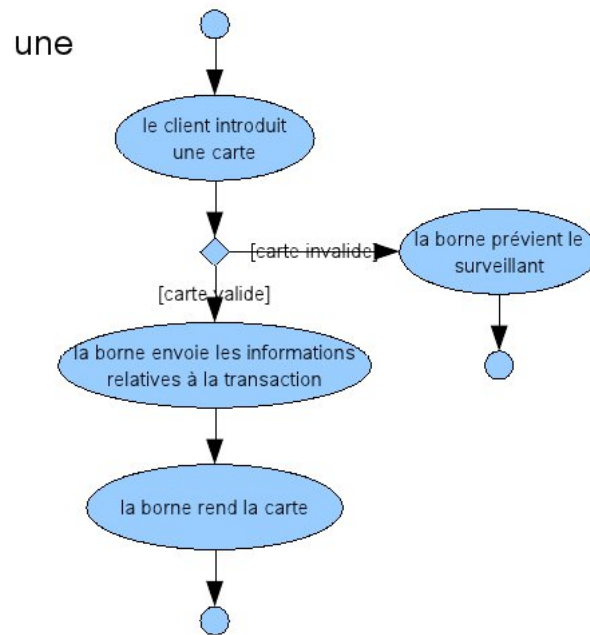 une
le client introduit
une carte
[carte invalide]
la borne prévient le
surveillant
[carte valide]
la borne envoie les informations
relatives à la transaction
la borne rend la carte